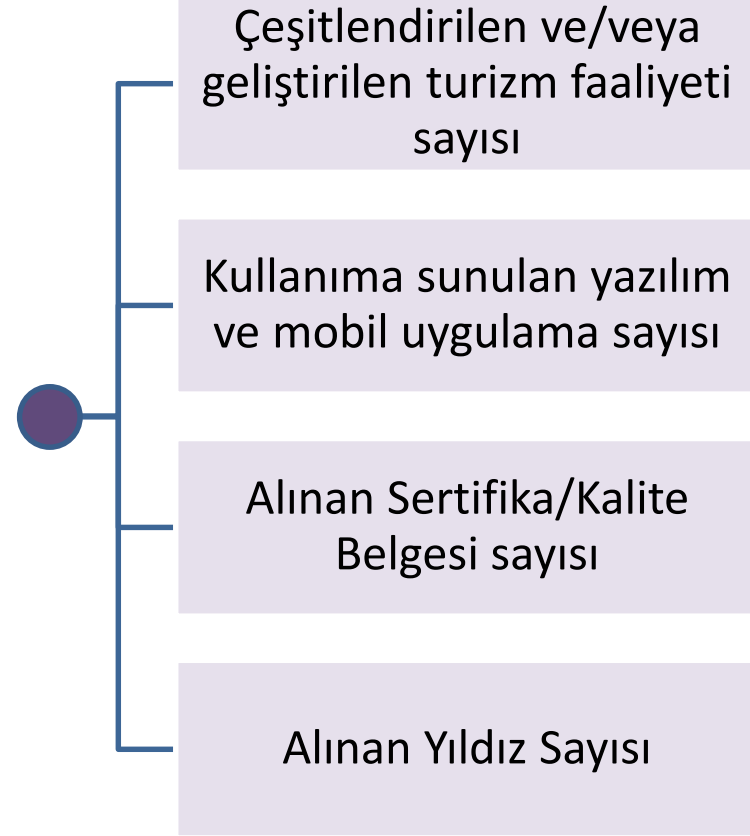 Çeşitlendirilen ve/veya
geliştirilen turizm faaliyeti
sayısı
Kullanıma sunulan yazılım
ve mobil uygulama sayısı
Alınan Sertifika/Kalite
Belgesi sayısı
Alınan Yıldız Sayısı